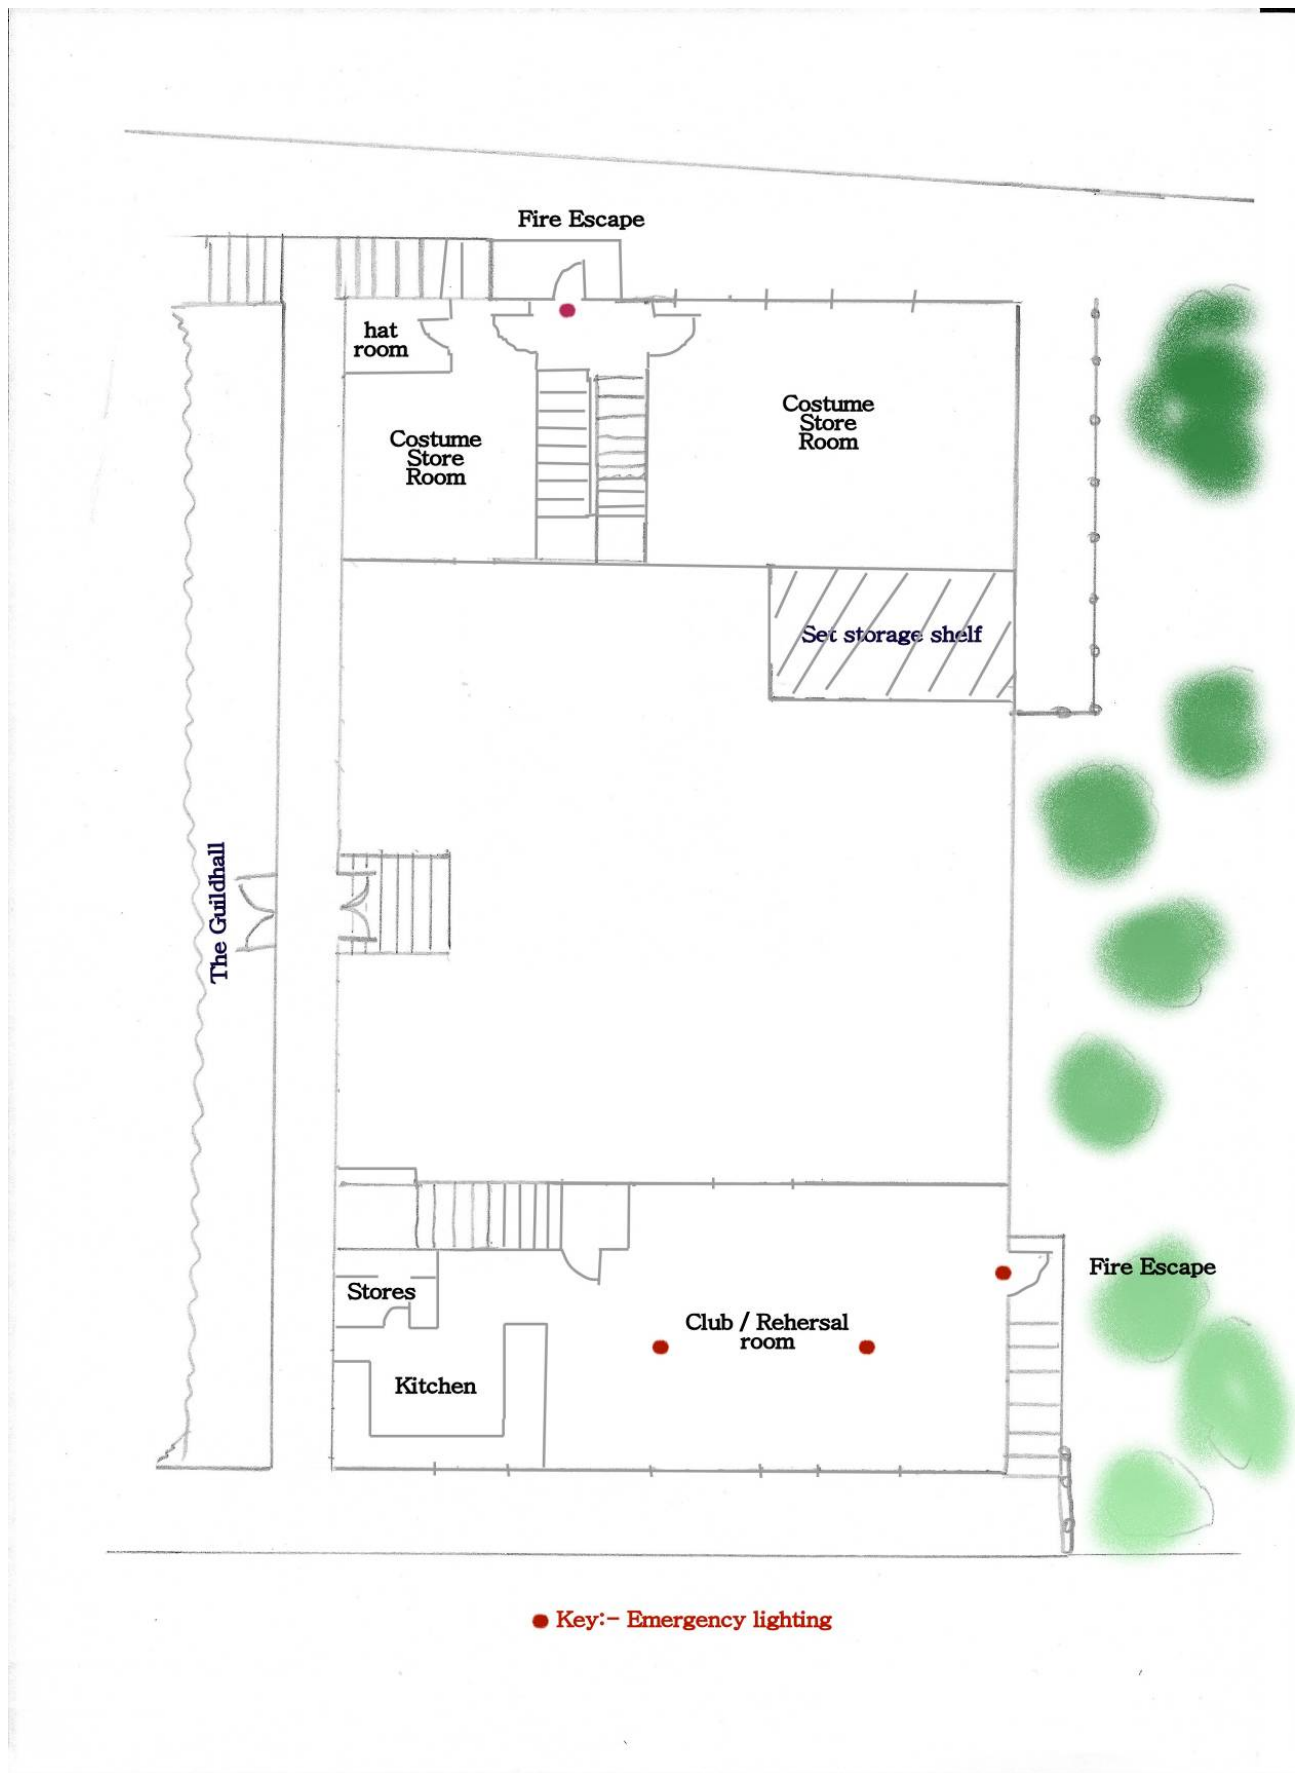 Fire Escape
hat
room
Costume
Store
Room
Costume
Store
Room
Set storage shelf
The Guildhall
Fire Escape
Stores
Club / Rehersal
room
Kitchen
Key:- Emergency lighting